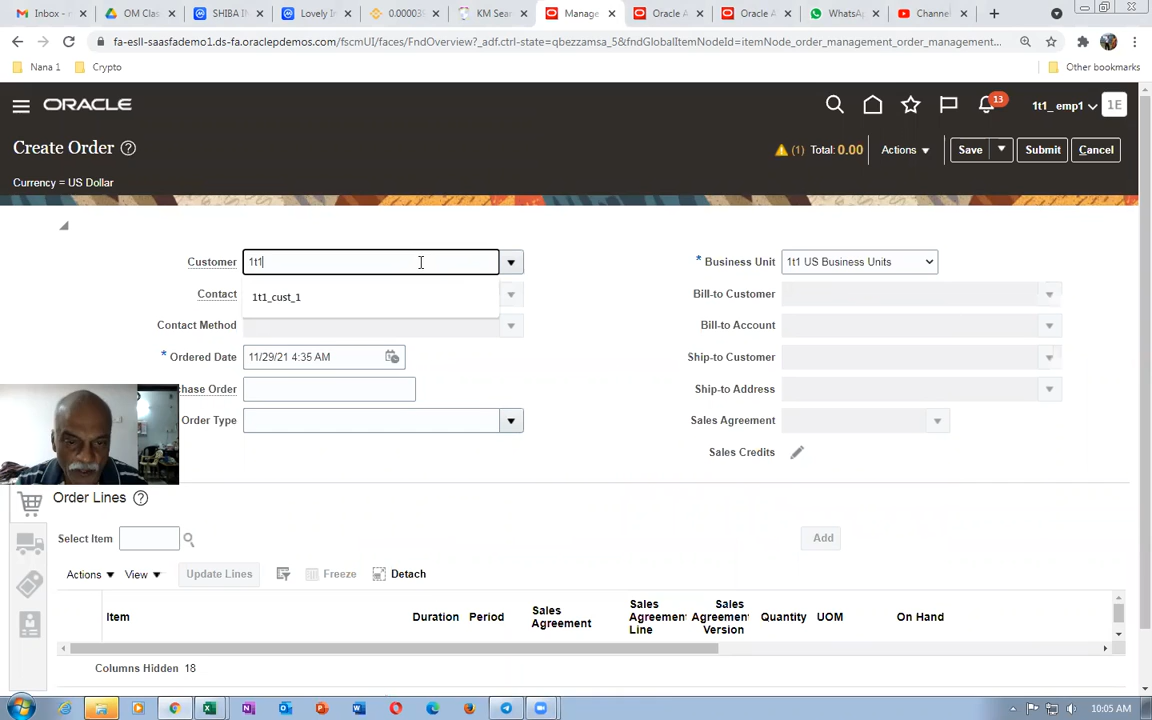 Inbox -
OM Clas
SHIBA IN
Lovely In
0.000039
KM Sear
Manage
Oracle A
Oracle A
WhatsAp
Channel
fa-esll-saasfademo1.ds-fa.oraclepdemos.com/fscmUI/faces/FndOverview?_adf.ctrl-state=qbezzamsa_5&fndGlobalItemNodeId=itemNode_order_management_order_management...
Nana 1
Crypto
Other bookmarks
ORACLE
13
1t1_ emp1
1E
Create Order
(1) Total: 0.00
Actions
Save
Submit
Cancel
Currency = US Dollar
Customer
1t1
* Business Unit
1t1 US Business Units
1t1_cust_1
Contact
Bill-to Customer
Contact Method
Bill-to Account
* Ordered Date
11/29/21 4:35 AM
Ship-to Customer
chase Order
Ship-to Address
Order Type
Sales Agreement
Sales Credits
Order Lines
Select Item
Add
Actions
View
Update Lines
Freeze
Detach
Item
Duration
Period
Sales Agreement
Sales Agreement Line
Sales Agreement Version
Quantity
UOM
On Hand
Columns Hidden 18
10:05 AM